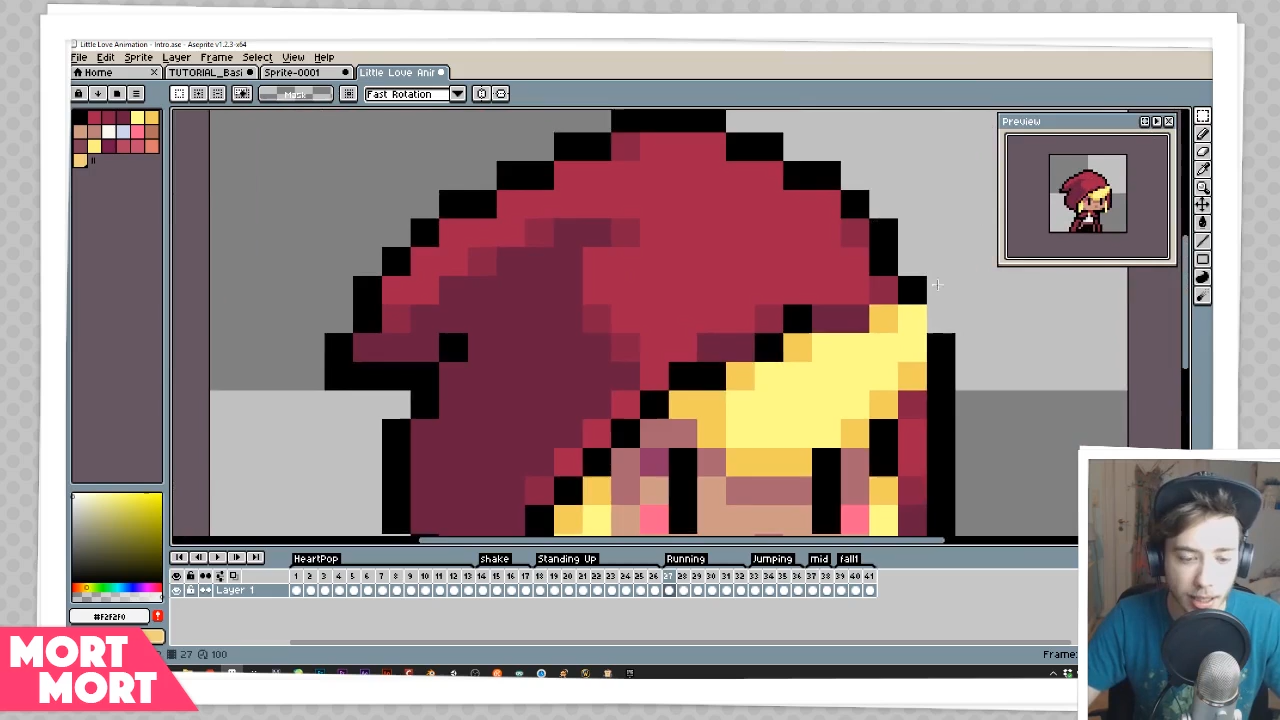 Little Love Animation - Intro.ase - Aseprite v1.2.3-x64
File Edit Sprite Layer Frame Select View Help
Home TUTORIAL_Basi Sprite-0001 Little Love Anir
Mask Fast Rotation
Preview
HeartPop shake Standing Up Running Jumping mid fall1
1 2 3 4 5 6 7 8 9 10 11 12 13 14 15 16 17 18 19 20 21 22 23 24 25 26 27 28 29 30 31 32 33 34 35 36 37 38 39 40 41
Layer 1
#F2F2F0
27 100 Frame:
MORT
MORT